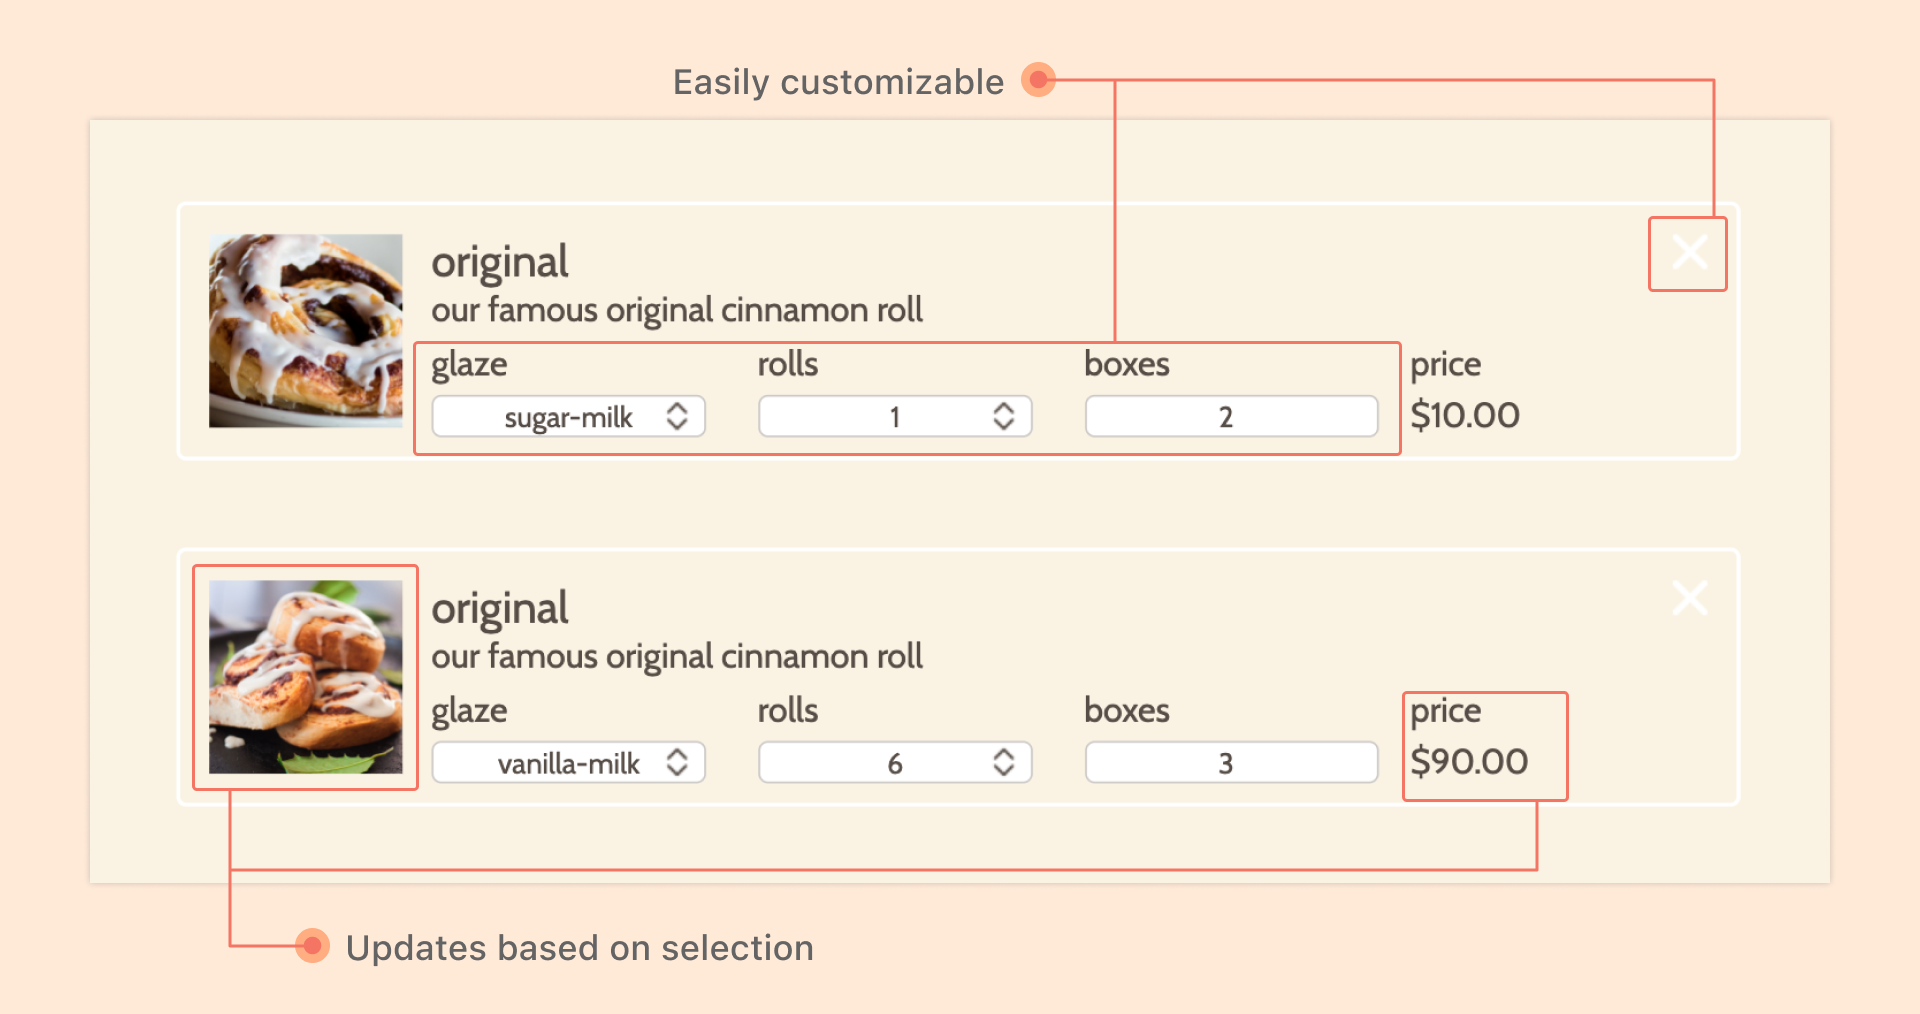 Easily customizable
original
our famous original cinnamon roll
glaze rolls boxes price
sugar-milk 1 2 $10.00
original
our famous original cinnamon roll
glaze rolls boxes price
vanilla-milk 6 3 $90.00
Updates based on selection